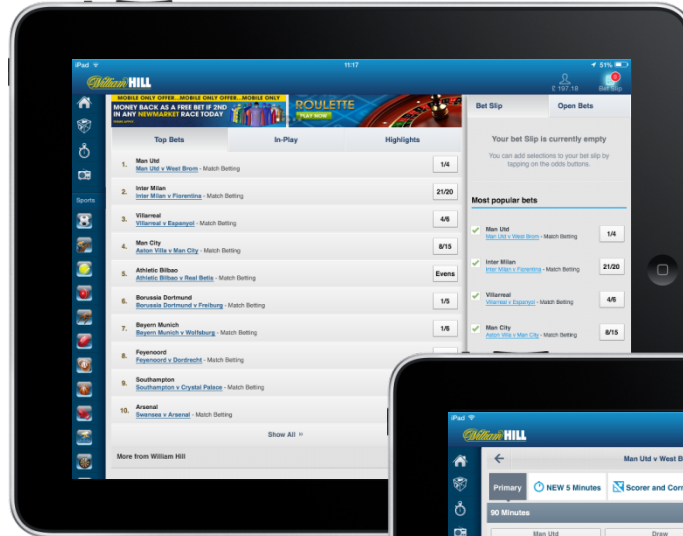 iPad
11:17
51%
William HILL
£ 197.18
Bet Slip
MOBILE ONLY OFFER...MOBILE ONLY OFFER...MOBILE ONLY
MONEY BACK AS A FREE BET IF 2ND
IN ANY NEWMARKET RACE TODAY
ROULETTE
PLAY NOW
Bet Slip
Open Bets
Top Bets
In-Play
Highlights
Your bet Slip is currently empty
You can add selections to your bet slip by
tapping on the odds buttons.
Sports
1. Man Utd
Man Utd v West Brom - Match Betting
1/4
2. Inter Milan
Inter Milan v Fiorentina - Match Betting
21/20
3. Villarreal
Villarreal v Espanyol - Match Betting
4/6
4. Man City
Aston Villa v Man City - Match Betting
8/15
5. Athletic Bilbao
Athletic Bilbao v Real Betis - Match Betting
Evens
6. Borussia Dortmund
Borussia Dortmund v Freiburg - Match Betting
1/5
7. Bayern Munich
Bayern Munich v Wolfsburg - Match Betting
1/6
8. Feyenoord
Feyenoord v Dordrecht - Match Betting
9. Southampton
Southampton v Crystal Palace - Match Betting
10. Arsenal
Swansea v Arsenal - Match Betting
Show All
More from William Hill
Most popular bets
Man Utd
Man Utd v West Brom - Match Betting
1/4
Inter Milan
Inter Milan v Fiorentina - Match Betting
21/20
Villarreal
Villarreal v Espanyol - Match Betting
4/6
Man City
Aston Villa v Man City - Match Betting
8/15
iPad
William HILL
Man Utd v West B
Primary
NEW 5 Minutes
Scorer and Corr
90 Minutes
Man Utd
Draw